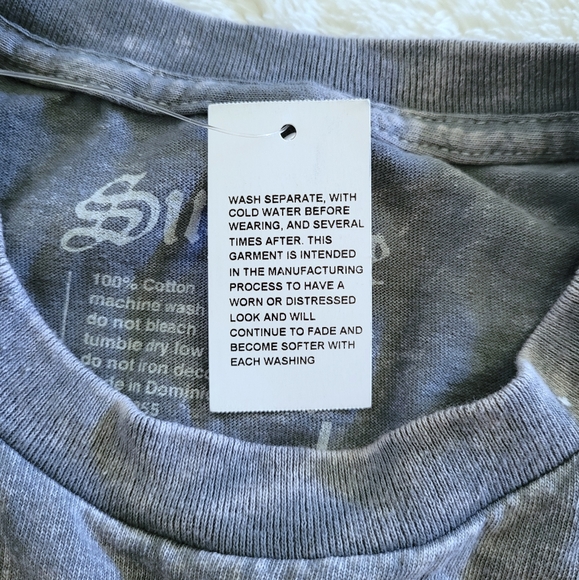 WASH SEPARATE, WITH
COLD WATER BEFORE
WEARING, AND SEVERAL
TIMES AFTER. THIS
GARMENT IS INTENDED
IN THE MANUFACTURING
PROCESS TO HAVE A
WORN OR DISTRESSED
LOOK AND WILL
CONTINUE TO FADE AND
BECOME SOFTER WITH
EACH WASHING
100% Cotton
machine wash
do not bleach
tumble dry low
do not iron
in